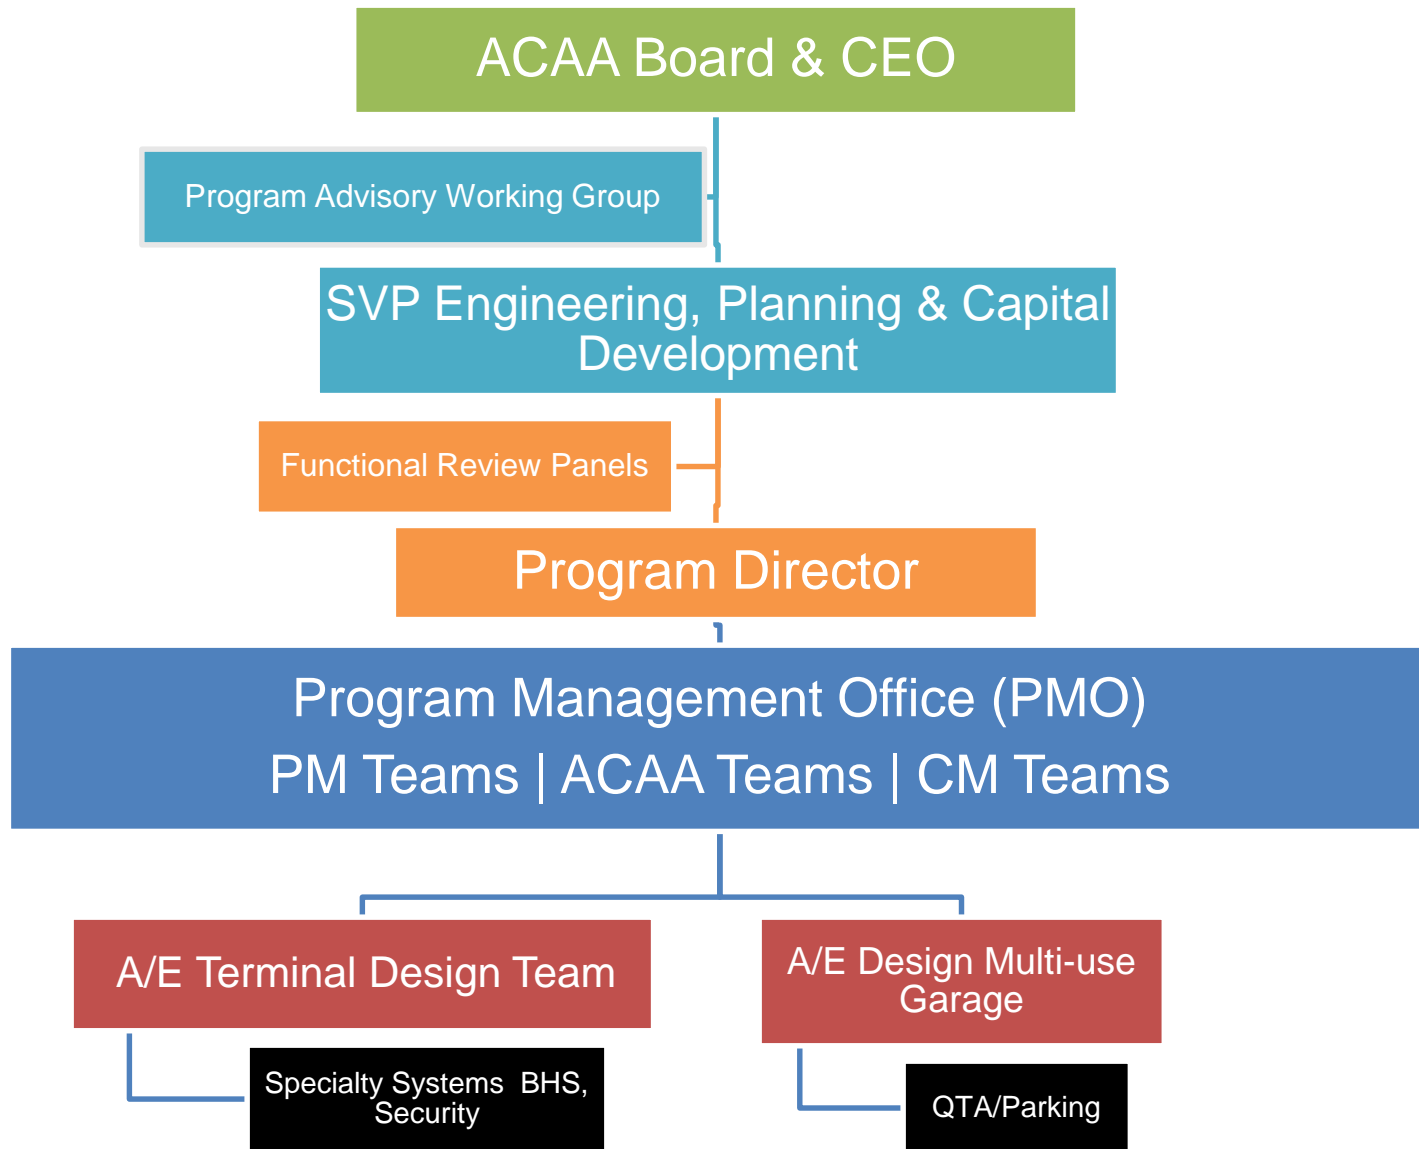 ACAA Board & CEO
Program Advisory Working Group
SVP Engineering, Planning & Capital
Development
Functional Review Panels
Program Director
Program Management Office (PMO)
PM Teams | ACAA Teams | CM Teams
A/E Terminal Design Team
A/E Design Multi-use
Garage
Specialty Systems  BHS,
Security
QTA/Parking